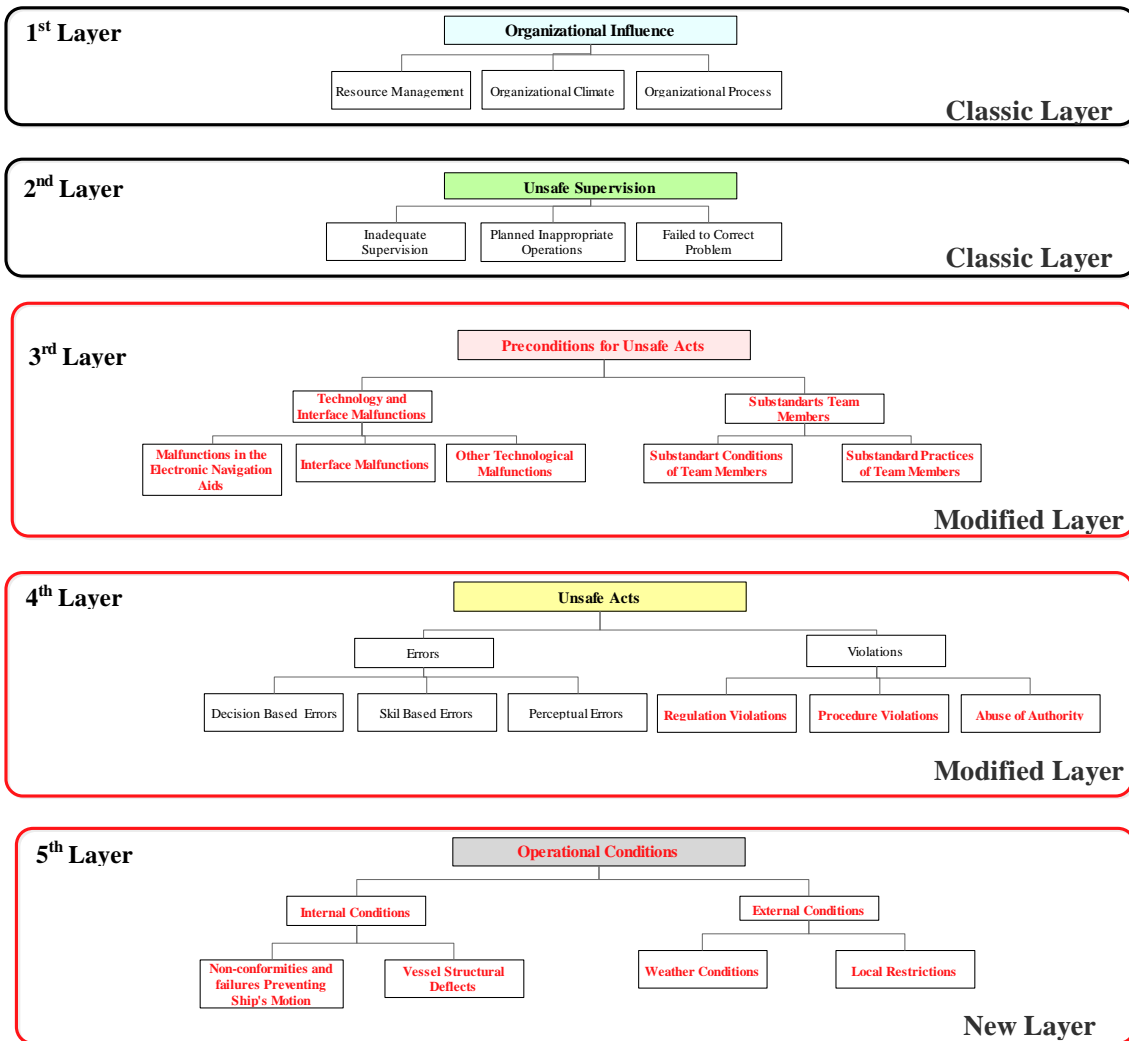 1st Layer
Organizational Influence
Resource Management
Organizational Climate
Organizational Process
Classic Layer
2nd Layer
Unsafe Supervision
Inadequate
Supervision
Planned Inappropriate
Operations
Failed to Correct
Problem
Classic Layer
3rd Layer
Preconditions for Unsafe Acts
Technology and
Interface Malfunctions
Substandarts Team
Members
Malfunctions in the
Electronic Navigation
Aids
Interface Malfunctions
Other Technological
Malfunctions
Substandart Conditions
of Team Members
Substandard Practices
of Team Members
Modified Layer
4th Layer
Unsafe Acts
Errors
Violations
Decision Based Errors
Skil Based Errors
Perceptual Errors
Regulation Violations
Procedure Violations
Abuse of Authority
Modified Layer
5th Layer
Operational Conditions
Internal Conditions
External Conditions
Non-conformities and
failures Preventing
Ship's Motion
Vessel Structural
Deflects
Weather Conditions
Local Restrictions
New Layer